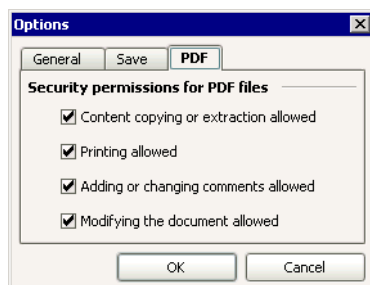 Options
General Save PDF
Security permissions for PDF files
Content copying or extraction allowed
Printing allowed
Adding or changing comments allowed
Modifying the document allowed
OK Cancel